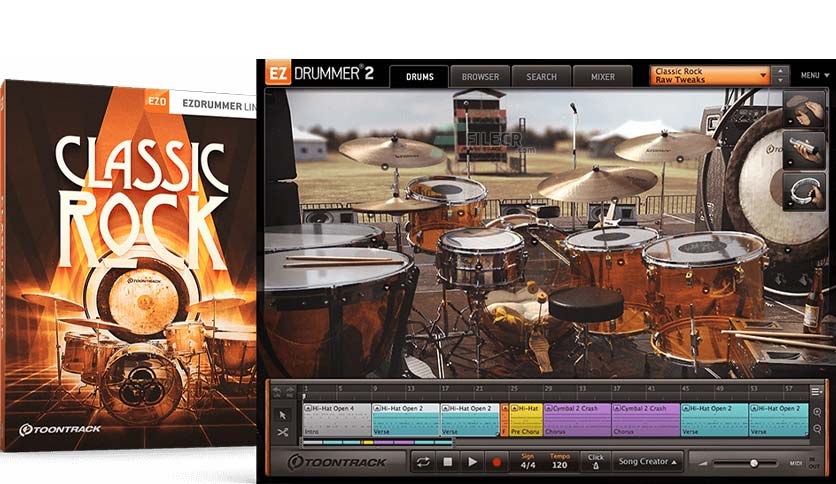 EZO
EZDRUMMER LIN
CLASSIC
ROCK
TOONTRACK
TOONTRACK
EZ DRUMMER® 2
DRUMS
BROWSER
SEARCH
MIXER
Classic Rock
Raw Tweaks
MENU
FILECR
.com
TOONTRACK
1 5 9 13 17 21 25 29 33 37 41 45 49 53 57
Hi-Hat Open 4
Hi-Hat Open 2
Hi-Hat Open 2
Hi-Hat
Cymbal 2 Crash
Cymbal 2 Crash
Hi-Hat Open 2
Hi-Hat Open 2
Intro
Verse
Verse
F
Pre Choru
Chorus
Chorus
Verse
Verse
TOONTRACK
Sign
4/4
Tempo
120
Click
Song Creator
MIDI
IN
OUT